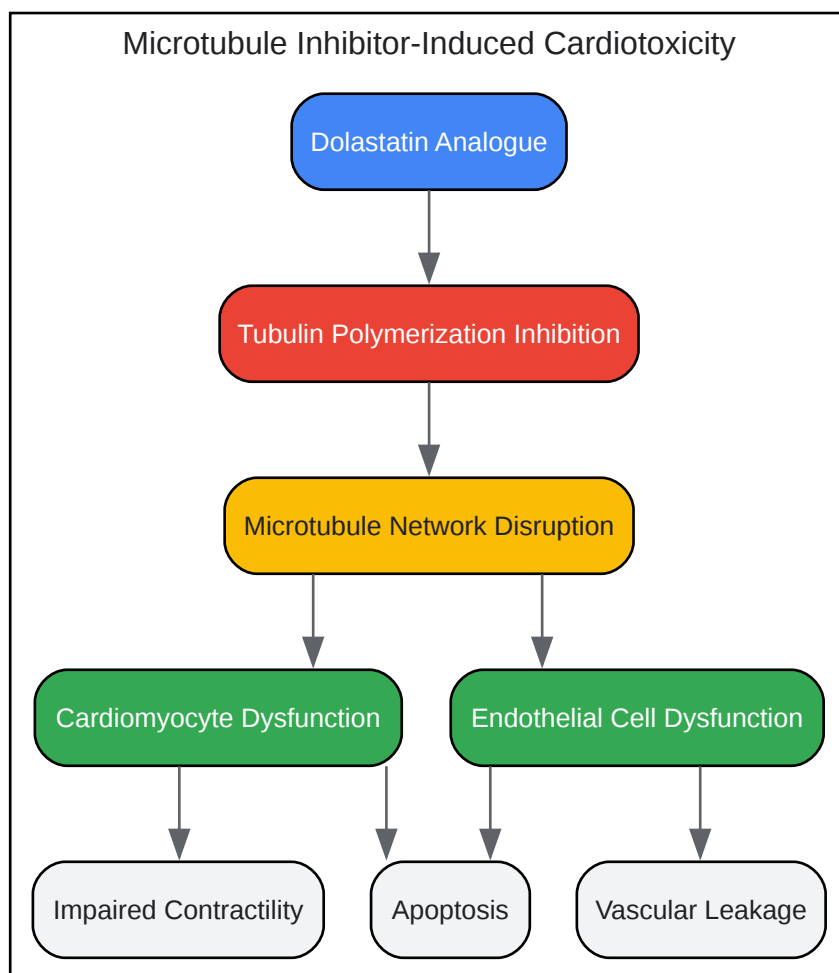 Microtubule Inhibitor-Induced Cardiotoxicity
Dolastatin Analogue
Tubulin Polymerization Inhibition
Microtubule Network Disruption
Cardiomyocyte Dysfunction
Endothelial Cell Dysfunction
Impaired Contractility
Apoptosis
Vascular Leakage